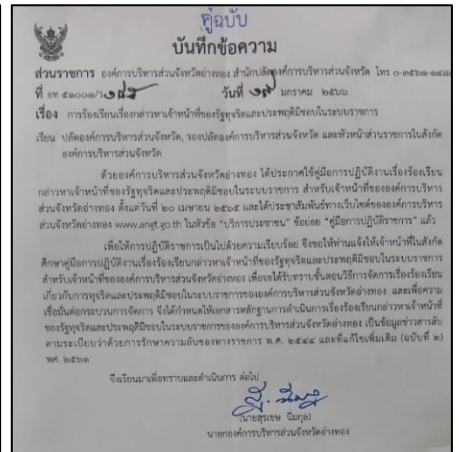 คู่ฉบับ
บันทึกข้อความ
ส่วนราชการ องค์การบริหารส่วนจังหวัดอ่างทอง สำนักปลัดองค์การบริหารส่วนจังหวัด โทร
ที่ อท ๕๑๐๐๑/ วันที่ มกราคม ๒๕๖๖
เรื่อง การร้องเรียนเรื่องกล่าวหาเจ้าหน้าที่ของรัฐทุจริตและประพฤติมิชอบในระบบราชการ
เรียน ปลัดองค์การบริหารส่วนจังหวัด, รองปลัดองค์การบริหารส่วนจังหวัด และหัวหน้าส่วนราชการในสังกัด
องค์การบริหารส่วนจังหวัดอ่างทอง
ด้วยองค์การบริหารส่วนจังหวัดอ่างทอง ได้ประกาศใช้คู่มือการปฏิบัติงานเรื่องร้องเรียน
กล่าวหาเจ้าหน้าที่ของรัฐทุจริตและประพฤติมิชอบในระบบราชการ สำหรับเจ้าหน้าที่ขององค์การบริหาร
ส่วนจังหวัดอ่างทอง ตั้งแต่วันที่ ๒๐ เมษายน ๒๕๖๕ และได้ประชาสัมพันธ์ทางเว็บไซต์ขององค์การบริหาร
ส่วนจังหวัดอ่างทอง www.angt.go.th ในหัวข้อ “บริการประชาชน” ข้อย่อย “คู่มือการปฏิบัติราชการ” แล้ว
เพื่อให้การปฏิบัติราชการเป็นไปด้วยความเรียบร้อย จึงขอให้ท่านแจ้งให้เจ้าหน้าที่ในสังกัด
ศึกษาคู่มือการปฏิบัติงานเรื่องร้องเรียนกล่าวหาเจ้าหน้าที่ของรัฐทุจริตและประพฤติมิชอบในระบบราชการ
สำหรับเจ้าหน้าที่ขององค์การบริหารส่วนจังหวัดอ่างทอง เพื่อจะได้รับทราบขั้นตอนวิธีการจัดการเรื่องร้องเรียน
เกี่ยวกับการทุจริตและประพฤติมิชอบในระบบราชการขององค์การบริหารส่วนจังหวัดอ่างทอง และเพื่อความ
เชื่อมั่นต่อกระบวนการจัดการ จึงได้กำหนดให้เอกสารหลักฐานการดำเนินการเรื่องร้องเรียนกล่าวหาเจ้าหน้าที่
ของรัฐทุจริตและประพฤติมิชอบในระบบราชการขององค์การบริหารส่วนจังหวัดอ่างทอง เป็นข้อมูลข่าวสารลับ
ตามระเบียบว่าด้วยการรักษาความลับของทางราชการ พ.ศ. ๒๕๔๔ และที่แก้ไขเพิ่มเติม (ฉบับที่ ๒)
พศ. ๒๕๖๑
จึงเรียนมาเพื่อทราบและดำเนินการ ต่อไป
(นายสุรเชษ นิ่มกุล)
นายกองค์การบริหารส่วนจังหวัดอ่างทอง